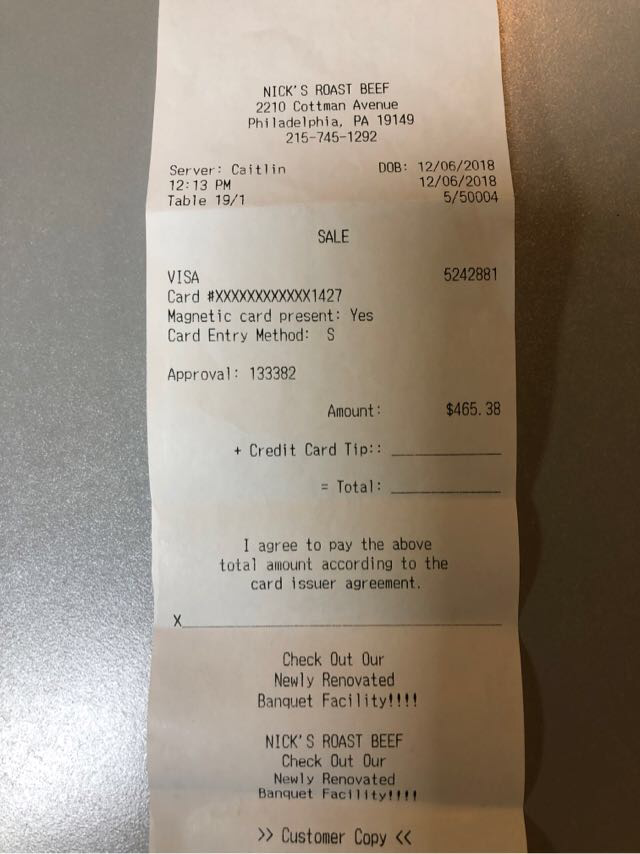 NICK'S ROAST BEEF
2210 Cottman Avenue
Philadelphia, PA 19149
215-745-1292
Server: Caitlin DOB: 12/06/2018
12:13 PM 12/06/2018
Table 19/1 5/50004
SALE
VISA 5242881
Card #XXXXXXXXXXXX1427
Magnetic card present: Yes
Card Entry Method: S
Approval: 133382
Amount: $465.38
+ Credit Card Tip:: ____________
= Total: ____________
I agree to pay the above
total amount according to the
card issuer agreement.
X___________________________________
Check Out Our
Newly Renovated
Banquet Facility!!!!
NICK'S ROAST BEEF
Check Out Our
Newly Renovated
Banquet Facility!!!!
>> Customer Copy <<